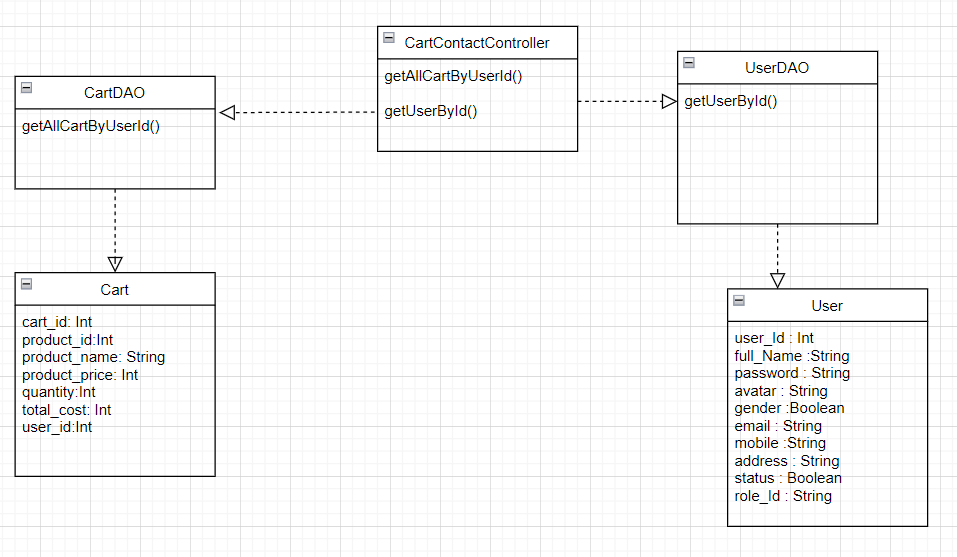 CartContactController
getAllCartByUserId()
getUserById()
UserDAO
getUserById()
CartDAO
getAllCartByUserId()
Cart
cart_id: Int
product_id:Int
product_name: String
product_price: Int
quantity:Int
total_cost: Int
user_id:Int
User
user_Id : Int
full_Name :String
password : String
avatar : String
gender :Boolean
email : String
mobile :String
address : String
status : Boolean
role_Id : String